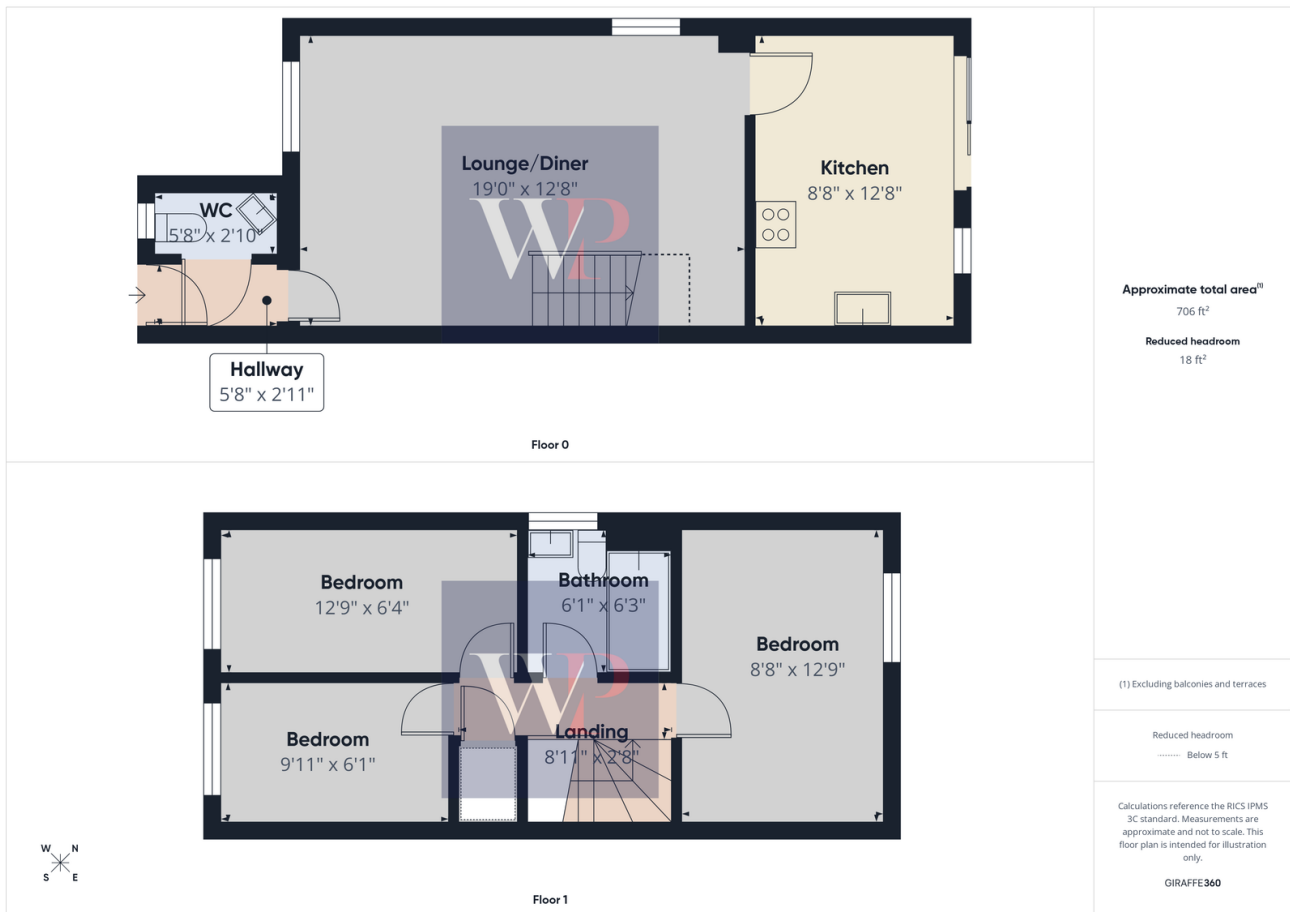 Lounge/Diner
19'0" x 12'8"
Kitchen
8'8" x 12'8"
WC
5'8" x 2'10
WP
Hallway
5'8" x 2'11"
Floor 0
Bedroom
12'9" x 6'4"
Bathroom
6'1" x 6'3"
Bedroom
8'8" x 12'9"
WP
Bedroom
9'11" x 6'1"
Landing
8'11" x 2'8"
W N
S E
Floor 1
Approximate total area(1)
706 ft²
Reduced headroom
18 ft²
(1) Excluding balconies and terraces
Reduced headroom
Below 5 ft
Calculations reference the RICS IPMS
3C standard. Measurements are
approximate and not to scale. This
floor plan is intended for illustration
only.
GIRAFFE360